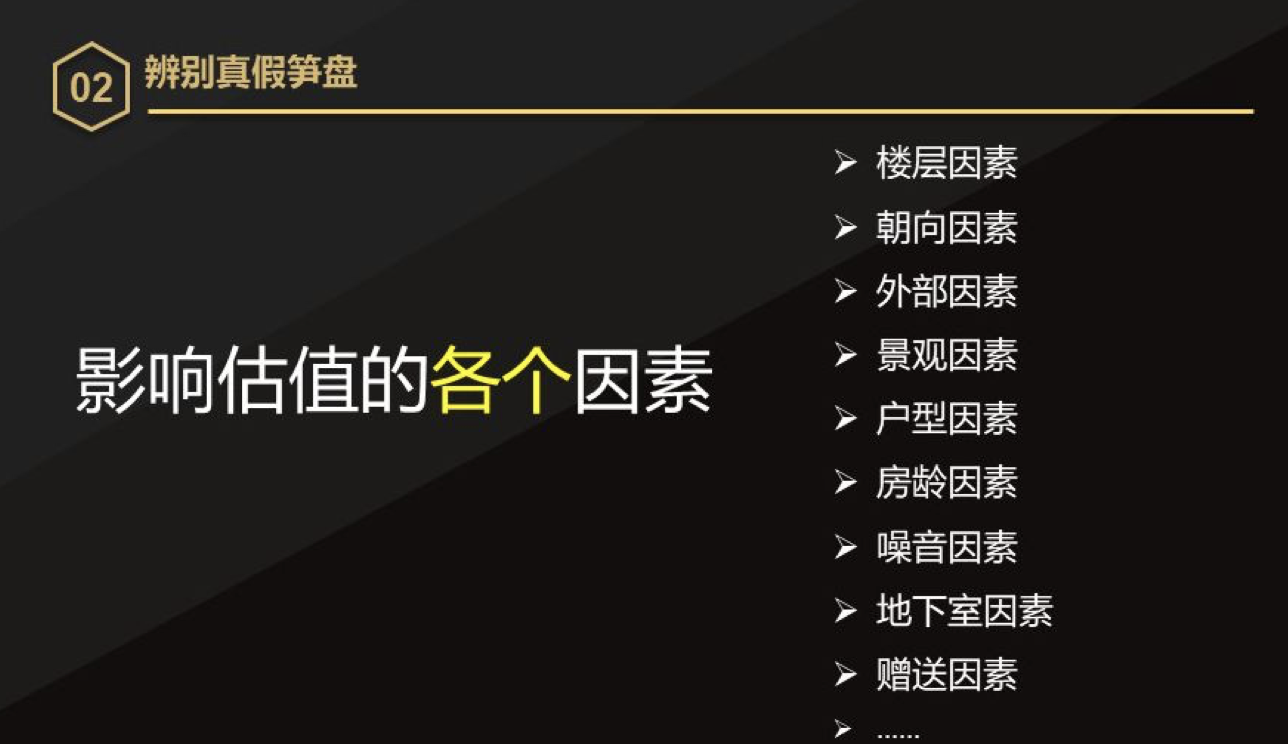 02
辨别真假笋盘
影响估值的各个因素
➢ 楼层因素
➢ 朝向因素
➢ 外部因素
➢ 景观因素
➢ 户型因素
➢ 房龄因素
➢ 噪音因素
➢ 地下室因素
➢ 赠送因素
➢ ......